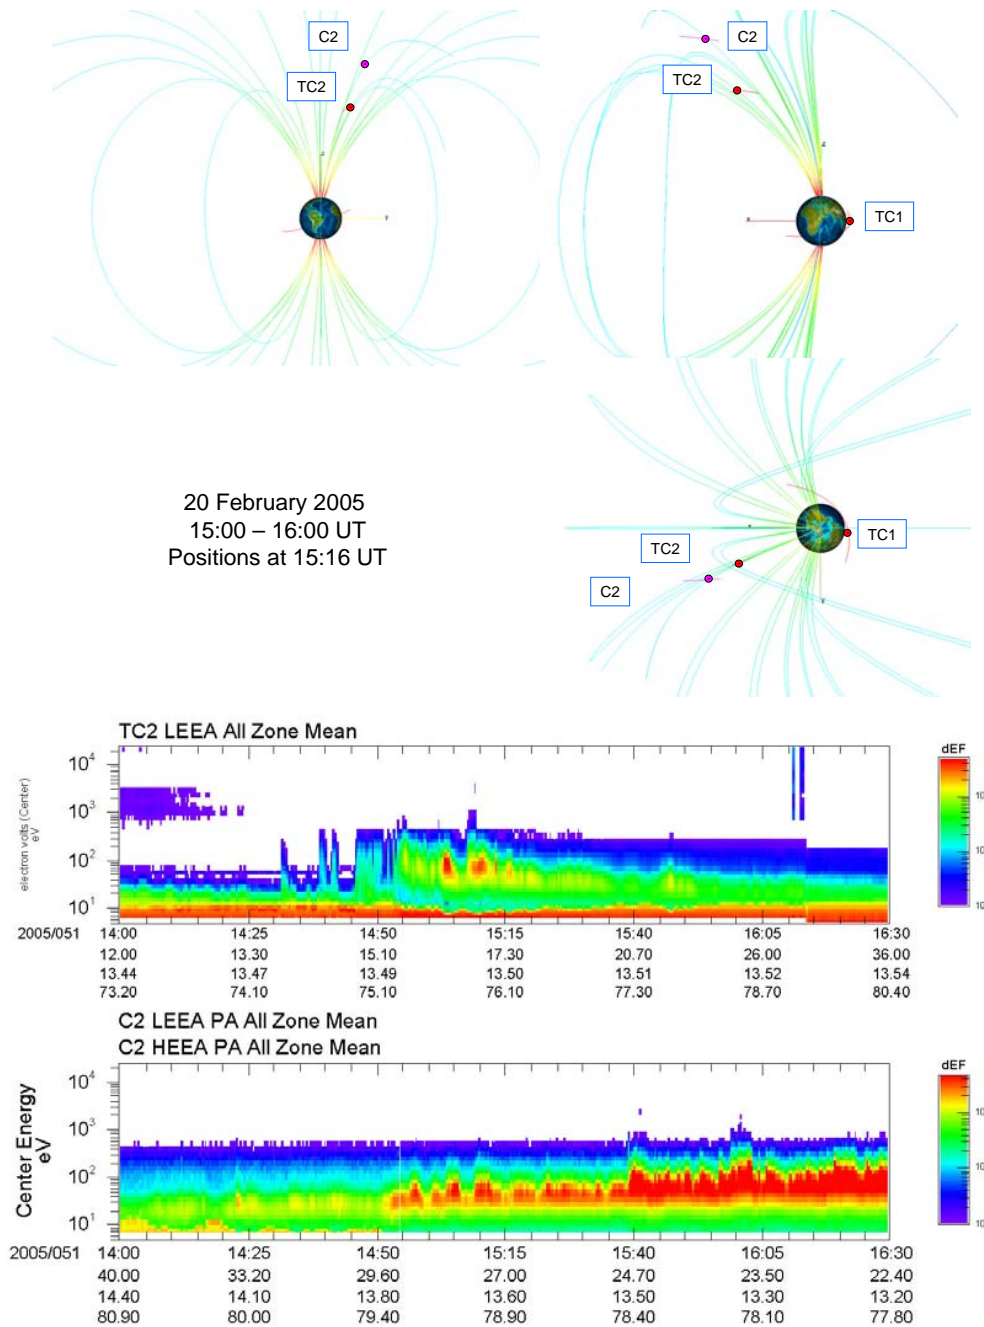 C2
TC2
C2
TC2
TC1
z
y
z
x
20 February 2005
15:00 – 16:00 UT
Positions at 15:16 UT
TC2
TC1
C2
y
TC2 LEEA All Zone Mean
dEF
electron volts (Center)
eV
10⁴
10³
10²
10¹
2005/051 14:00 14:25 14:50 15:15 15:40 16:05 16:30
12.00 13.30 15.10 17.30 20.70 26.00 36.00
13.44 13.47 13.49 13.50 13.51 13.52 13.54
73.20 74.10 75.10 76.10 77.30 78.70 80.40
C2 LEEA PA All Zone Mean
C2 HEEA PA All Zone Mean
dEF
Center Energy
eV
10⁴
10³
10²
10¹
2005/051 14:00 14:25 14:50 15:15 15:40 16:05 16:30
40.00 33.20 29.60 27.00 24.70 23.50 22.40
14.40 14.10 13.80 13.60 13.50 13.30 13.20
80.90 80.00 79.40 78.90 78.40 78.10 77.80